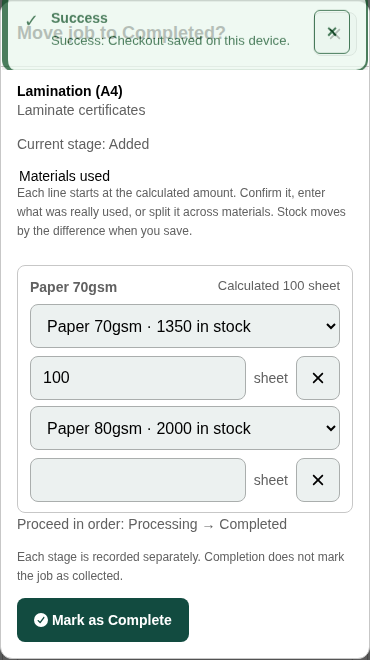 Success
Move job to Completed?
Success: Checkout saved on this device.
Lamination (A4)
Laminate certificates
Current stage: Added
Materials used
Each line starts at the calculated amount. Confirm it, enter
what was really used, or split it across materials. Stock moves
by the difference when you save.
Paper 70gsm Calculated 100 sheet
Paper 70gsm · 1350 in stock
100 sheet
Paper 80gsm · 2000 in stock
sheet
Proceed in order: Processing → Completed
Each stage is recorded separately. Completion does not mark
the job as collected.
Mark as Complete